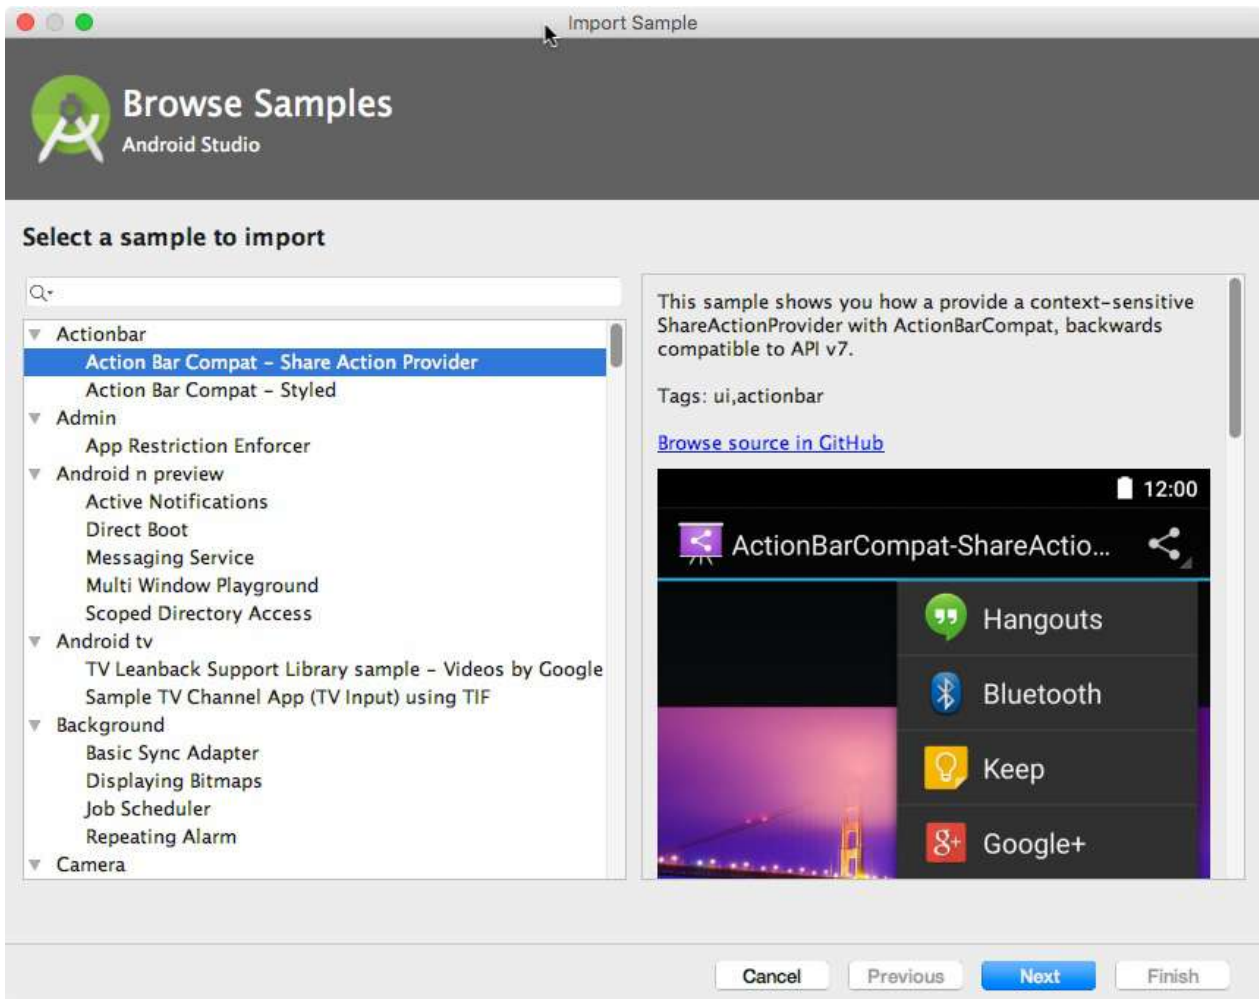 Import Sample
Browse Samples
Android Studio
Select a sample to import
Actionbar
Action Bar Compat – Share Action Provider
Action Bar Compat – Styled
Admin
App Restriction Enforcer
Android n preview
Active Notifications
Direct Boot
Messaging Service
Multi Window Playground
Scoped Directory Access
Android tv
TV Leanback Support Library sample – Videos by Google
Sample TV Channel App (TV Input) using TIF
Background
Basic Sync Adapter
Displaying Bitmaps
Job Scheduler
Repeating Alarm
Camera
This sample shows you how a provide a context-sensitive
ShareActionProvider with ActionBarCompat, backwards
compatible to API v7.
Tags: ui,actionbar
Browse source in GitHub
12:00
ActionBarCompat-ShareActio...
Hangouts
Bluetooth
Keep
8+ Google+
Cancel
Previous
Next
Finish